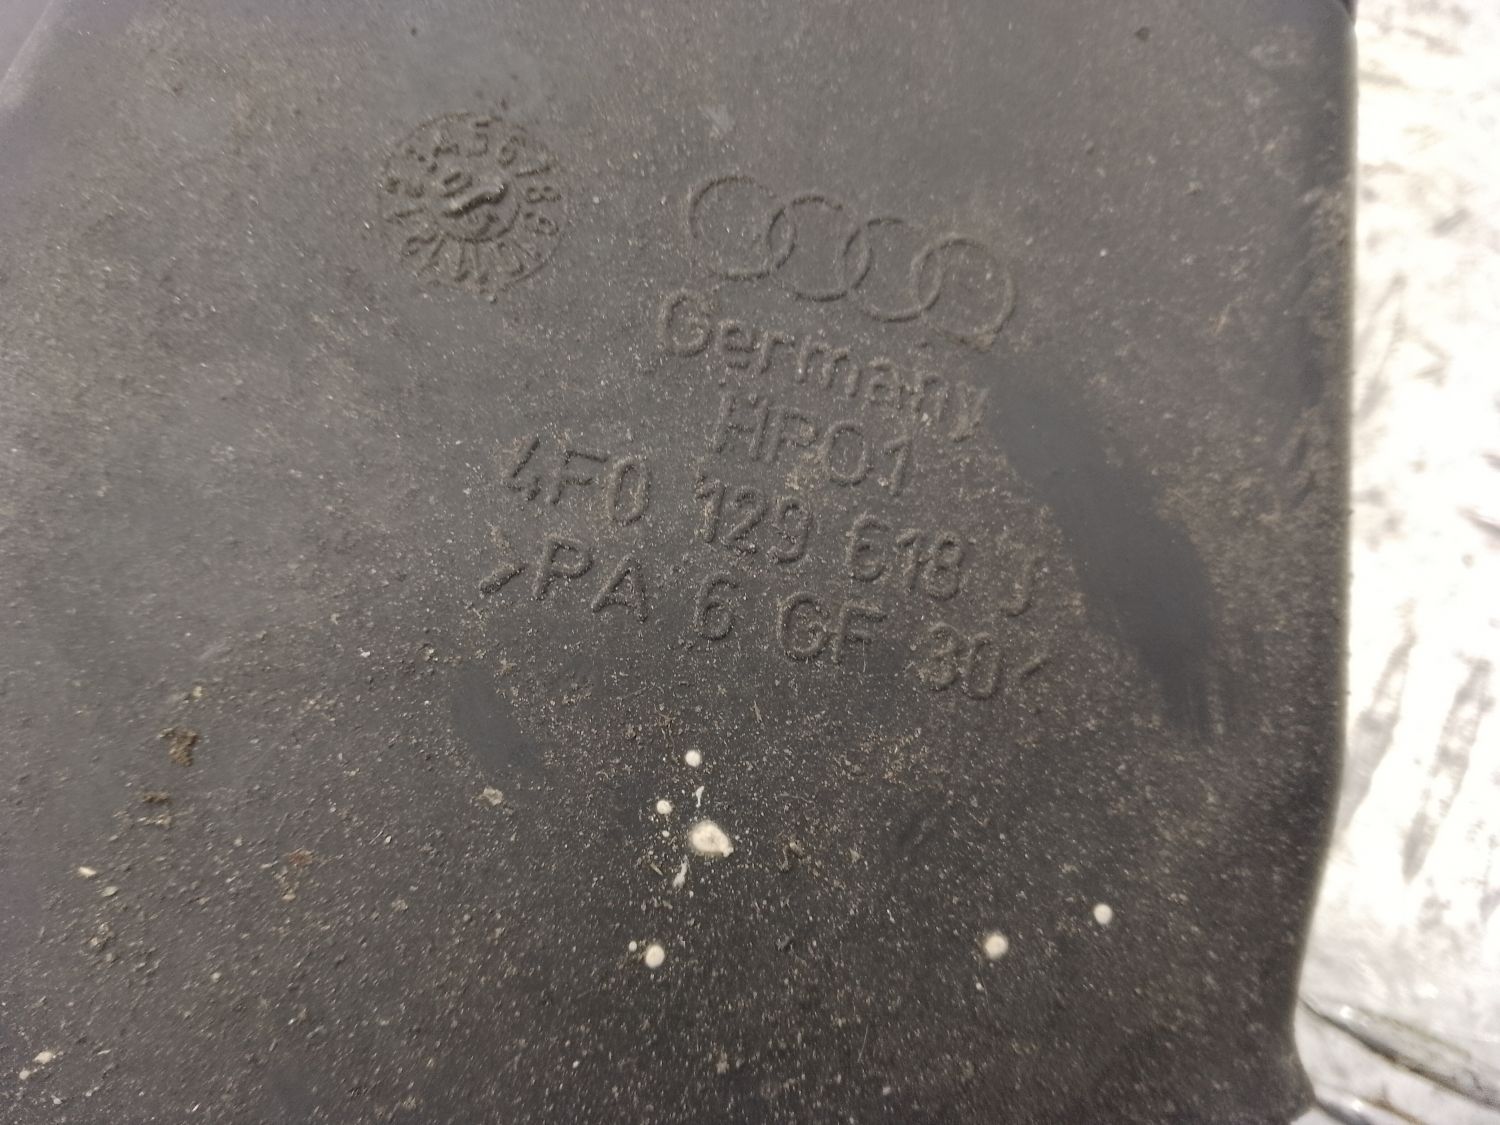 Germany
HP01
4F0 129 618 J
>PA 6 GF 30<